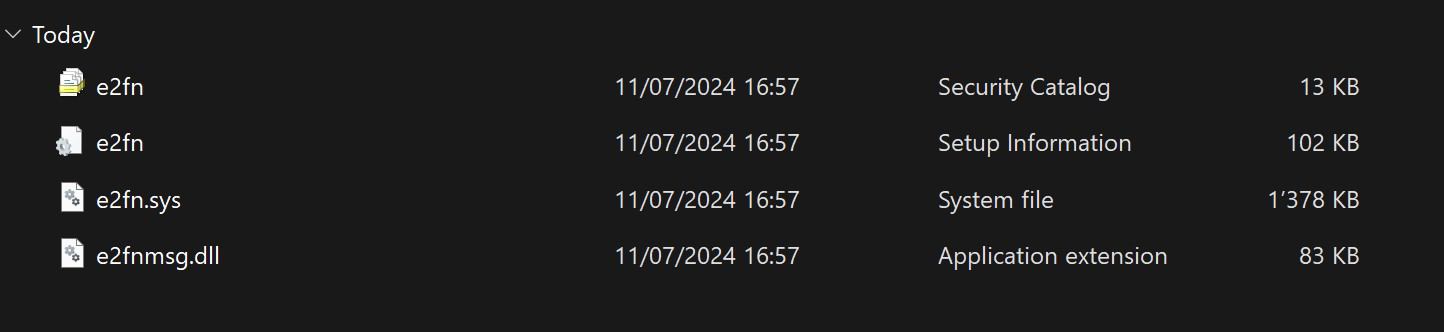 Today
e2fn 11/07/2024 16:57 Security Catalog 13 KB
e2fn 11/07/2024 16:57 Setup Information 102 KB
e2fn.sys 11/07/2024 16:57 System file 1’378 KB
e2fnmsg.dll 11/07/2024 16:57 Application extension 83 KB